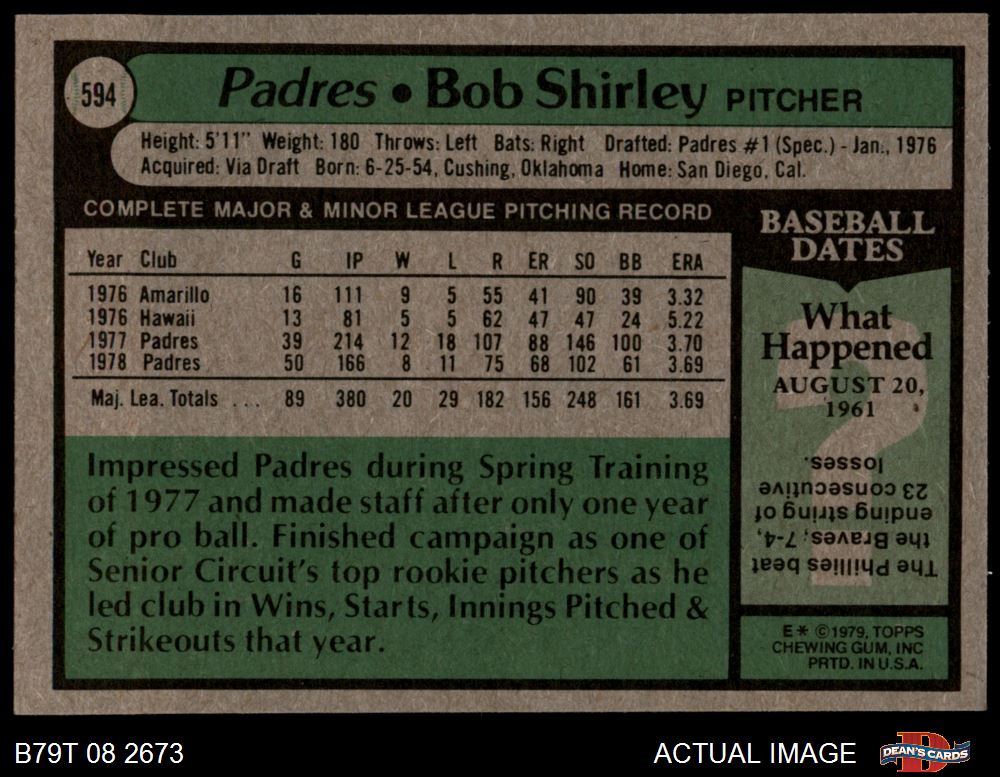 594
Padres • Bob Shirley PITCHER
Height: 5'11" Weight: 180 Throws: Left Bats: Right Drafted: Padres #1 (Spec.) - Jan., 1976
Acquired: Via Draft Born: 6-25-54, Cushing, Oklahoma Home: San Diego, Cal.
COMPLETE MAJOR & MINOR LEAGUE PITCHING RECORD
Year Club G IP W L R ER SO BB ERA
1976 Amarillo 16 111 9 5 55 41 90 39 3.32
1976 Hawaii 13 81 5 5 62 47 47 24 5.22
1977 Padres 39 214 12 18 107 88 146 100 3.70
1978 Padres 50 166 8 11 75 68 102 61 3.69
Maj. Lea. Totals ... 89 380 20 29 182 156 248 161 3.69
Impressed Padres during Spring Training
of 1977 and made staff after only one year
of pro ball. Finished campaign as one of
Senior Circuit's top rookie pitchers as he
led club in Wins, Starts, Innings Pitched &
Strikeouts that year.
BASEBALL
DATES
What
Happened
AUGUST 20,
1961
The Phillies beat
the Braves, 7-4,
ending string of
23 consecutive
losses.
E* ©1979, TOPPS
CHEWING GUM, INC
PRTD. IN U.S.A.
B79T 08 2673
ACTUAL IMAGE
DEAN'S CARDS